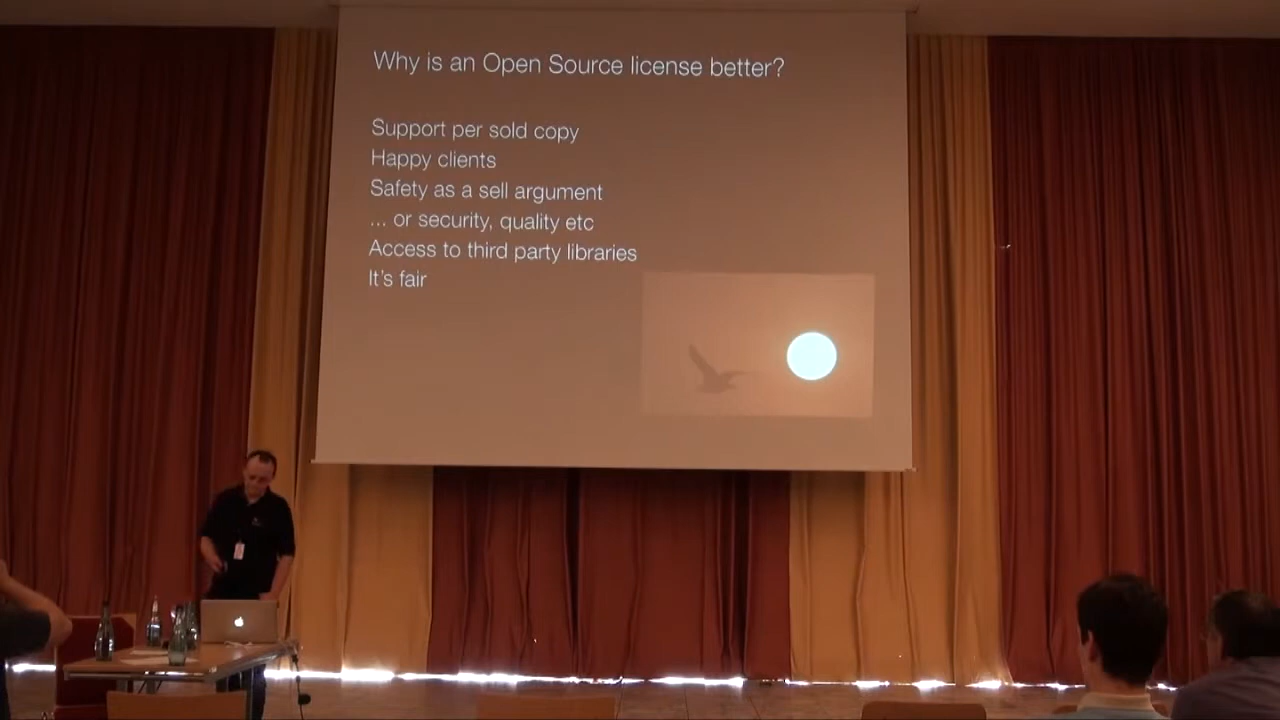 Why is an Open Source license better?
Support per sold copy
Happy clients
Safety as a sell argument
... or security, quality etc
Access to third party libraries
It's fair